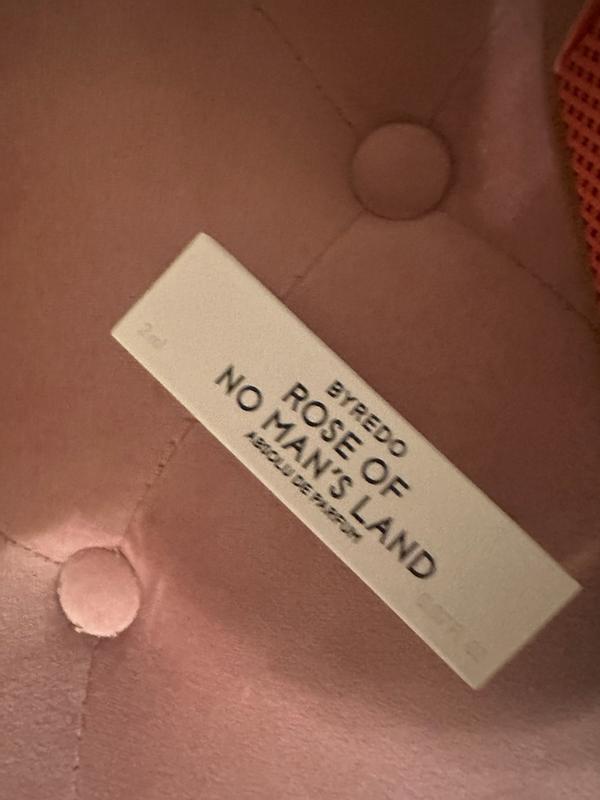 2ml
BYREDO
ROSE OF
NO MAN'S LAND
ABSOLU DE PARFUM